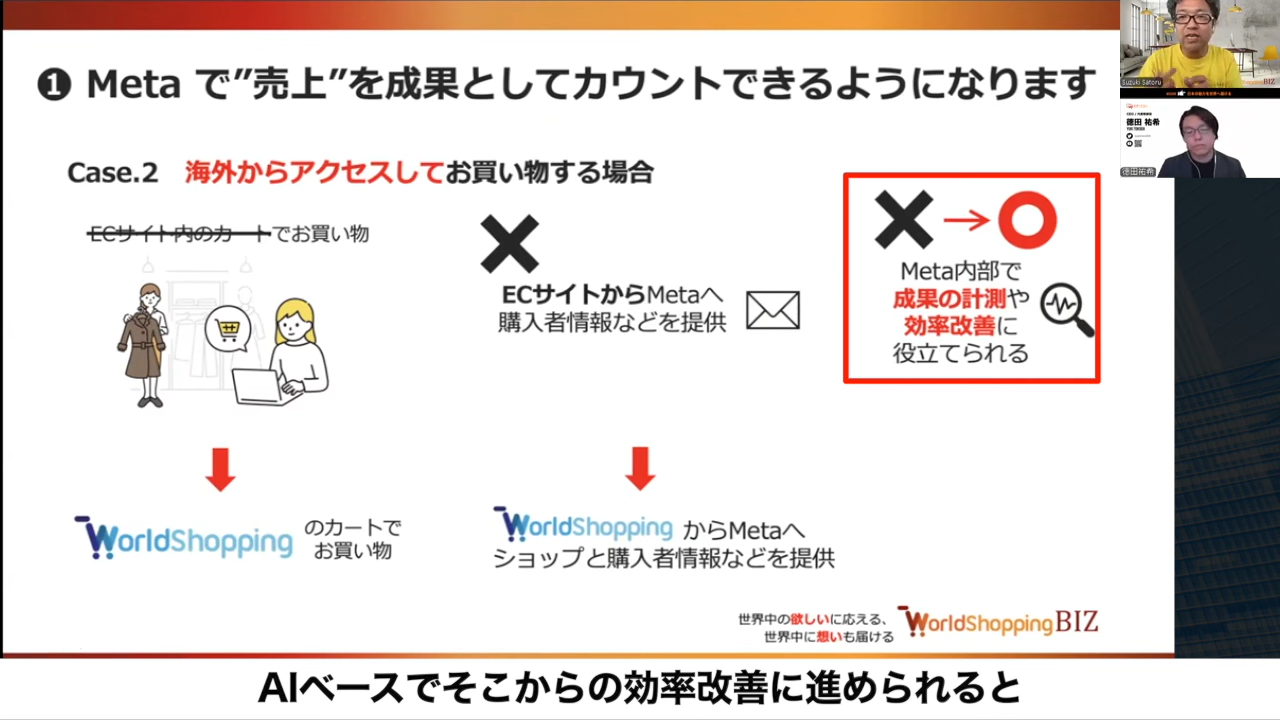 ❶ Meta で”売上”を成果としてカウントできるようになります
Case.2 海外からアクセスしてお買い物する場合
ECサイト内のカートでお買い物
ECサイトからMetaへ
購入者情報などを提供
Meta内部で
成果の計測や
効率改善に
役立てられる
WorldShopping
のカートで
お買い物
WorldShopping からMetaへ
ショップと購入者情報などを提供
世界中の欲しいに応える、
世界中に想いも届ける
WorldShopping BIZ
Suzuki Satoru
BIZ
徳田 祐希
徳田祐希
AIベースでそこからの効率改善に進められると